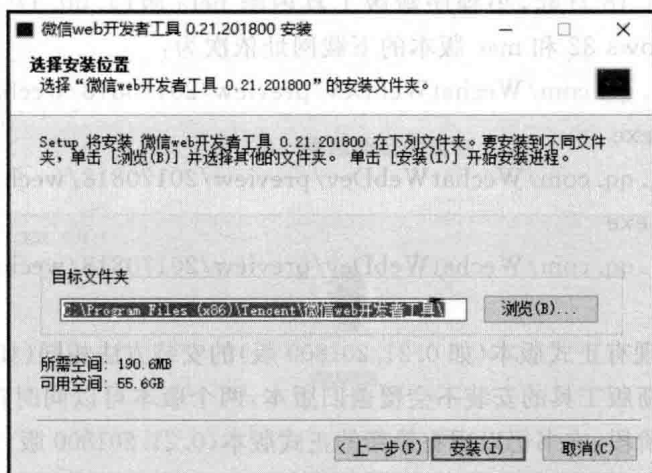 微信web开发者工具 0.21.201800 安装
选择安装位置
选择“微信web开发者工具 0.21.201800”的安装文件夹。
Setup 将安装 微信web开发者工具 0.21.201800 在下列文件夹。要安装到不同文件
夹，单击 [浏览(B)] 并选择其他的文件夹。 单击 [安装(I)] 开始安装进程。
目标文件夹
C:\Program Files (x86)\Tencent\微信web开发者工具\
浏览(B)...
所需空间: 190.6MB
可用空间: 55.6GB
< 上一步(P)
安装(I)
取消(C)